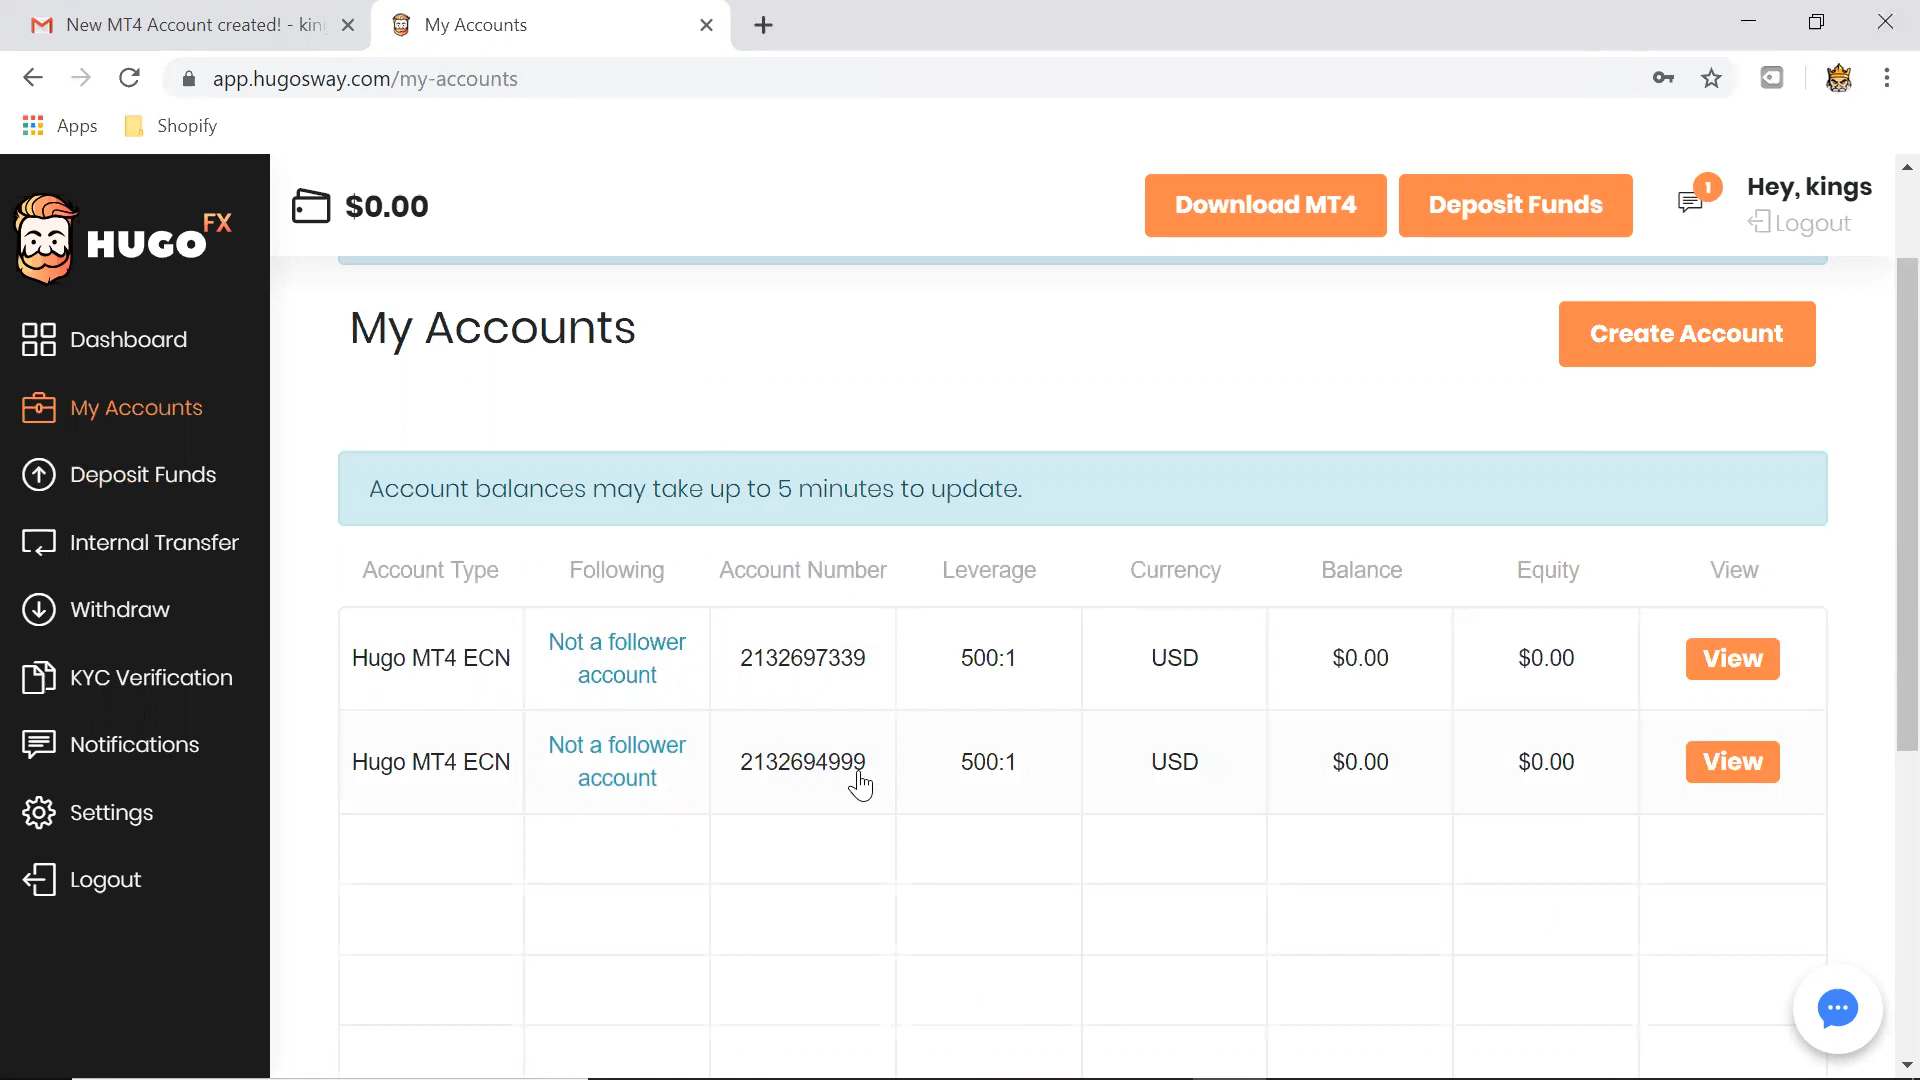 New MT4 Account created! - kin
My Accounts
app.hugosway.com/my-accounts
Apps
Shopify
HUGO FX
$0.00
Download MT4
Deposit Funds
1
Hey, kings
Logout
Dashboard
My Accounts
Deposit Funds
Internal Transfer
Withdraw
KYC Verification
Notifications
Settings
Logout
My Accounts
Create Account
Account balances may take up to 5 minutes to update.
Account Type Following Account Number Leverage Currency Balance Equity View
Hugo MT4 ECN Not a follower account 2132697339 500:1 USD $0.00 $0.00 View
Hugo MT4 ECN Not a follower account 2132694999 500:1 USD $0.00 $0.00 View